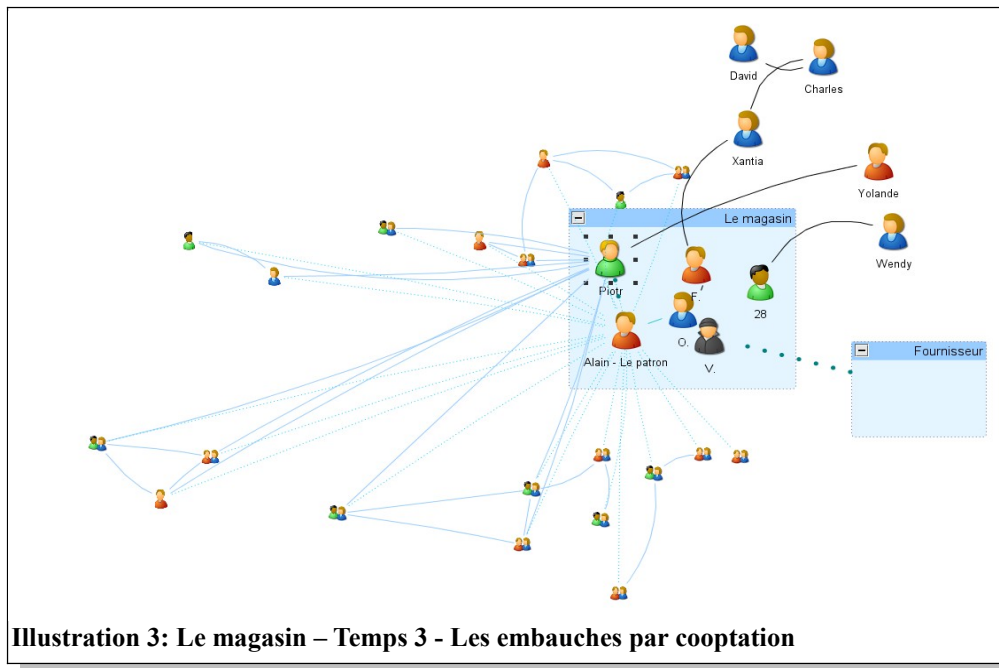 David
Charles
Xantia
Yolande
Le magasin
Wendy
Piotr
F.
28
O.
Alain - Le patron
V.
Fournisseur
Illustration 3: Le magasin – Temps 3 - Les embauches par cooptation